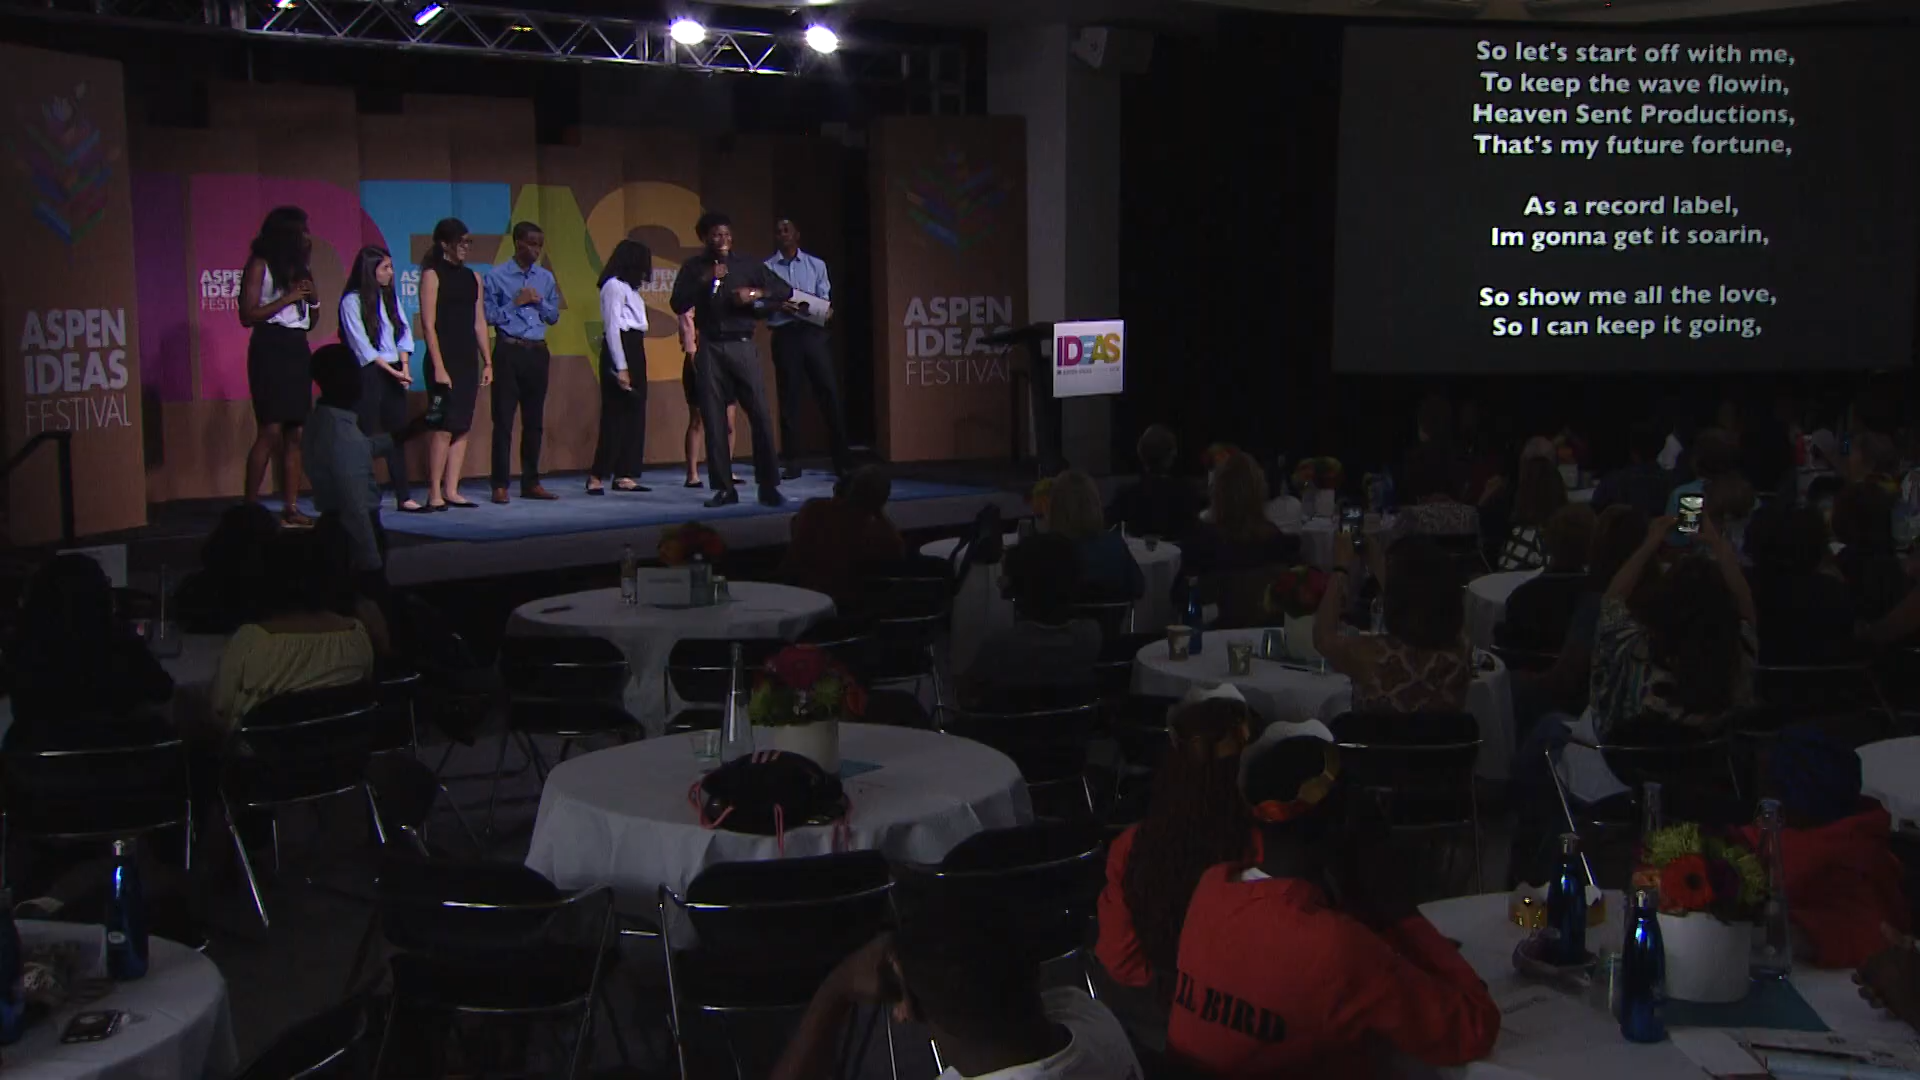 So let's start off with me,
To keep the wave flowin,
Heaven Sent Productions,
That's my future fortune,
As a record label,
Im gonna get it soarin,
So show me all the love,
So I can keep it going,
IDEAS
ASPEN
IDEAS
FESTIVAL
ASPEN
IDEAS
FESTIVAL
IDEAS
LIL BIRD